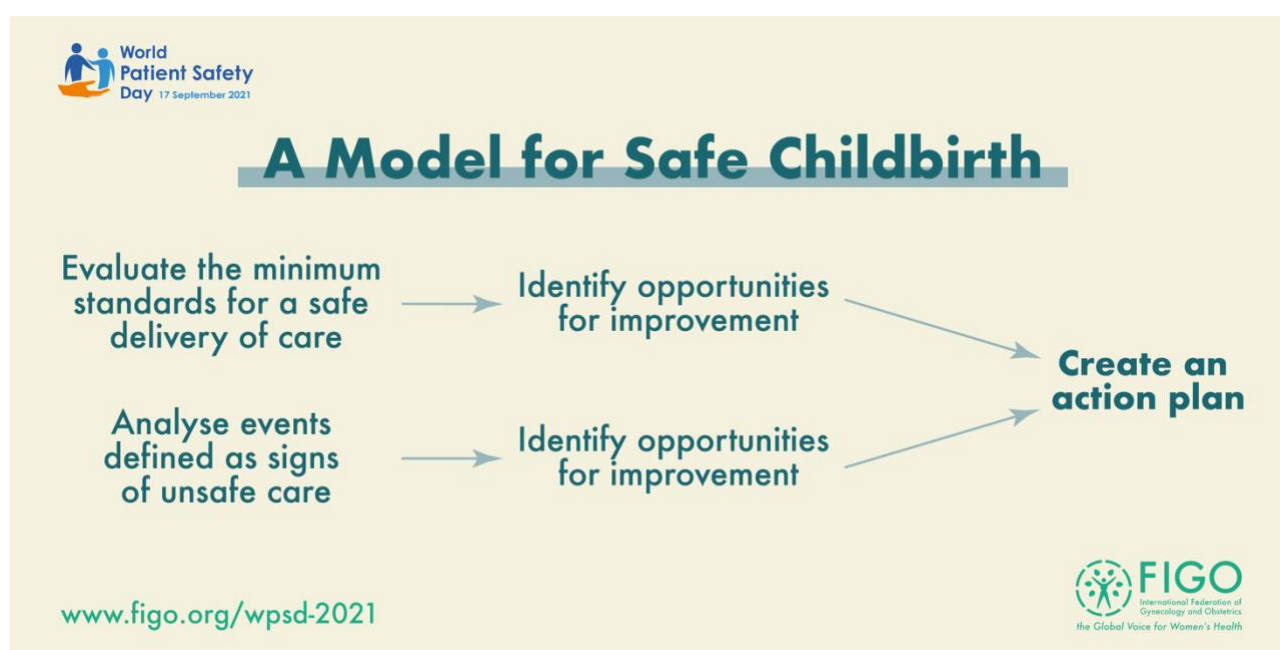 World
Patient Safety
Day 17 September 2021
A Model for Safe Childbirth
Evaluate the minimum
standards for a safe
delivery of care
Identify opportunities
for improvement
Analyse events
defined as signs
of unsafe care
Identify opportunities
for improvement
Create an
action plan
www.figo.org/wpsd-2021
FIGO
International Federation of
Gynecology and Obstetrics
the Global Voice for Women's Health